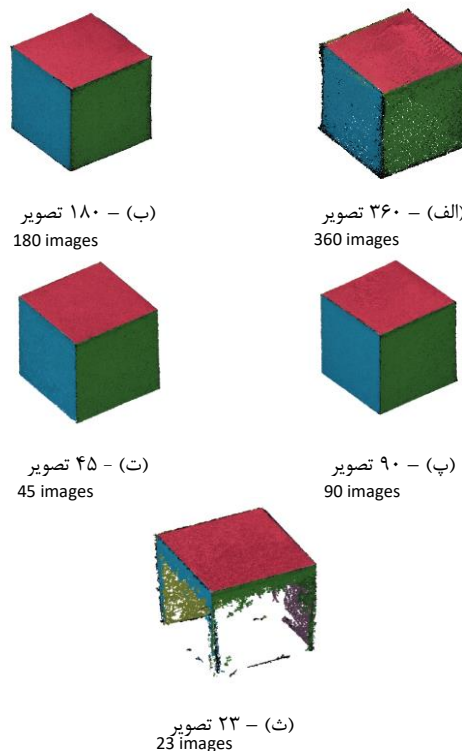 (الف) – ۳۶۰ تصویر
360 images
(ب) – ۱۸۰ تصویر
180 images
(پ) – ۹۰ تصویر
90 images
(ت) - ۴۵ تصویر
45 images
(ث) – ۲۳ تصویر
23 images